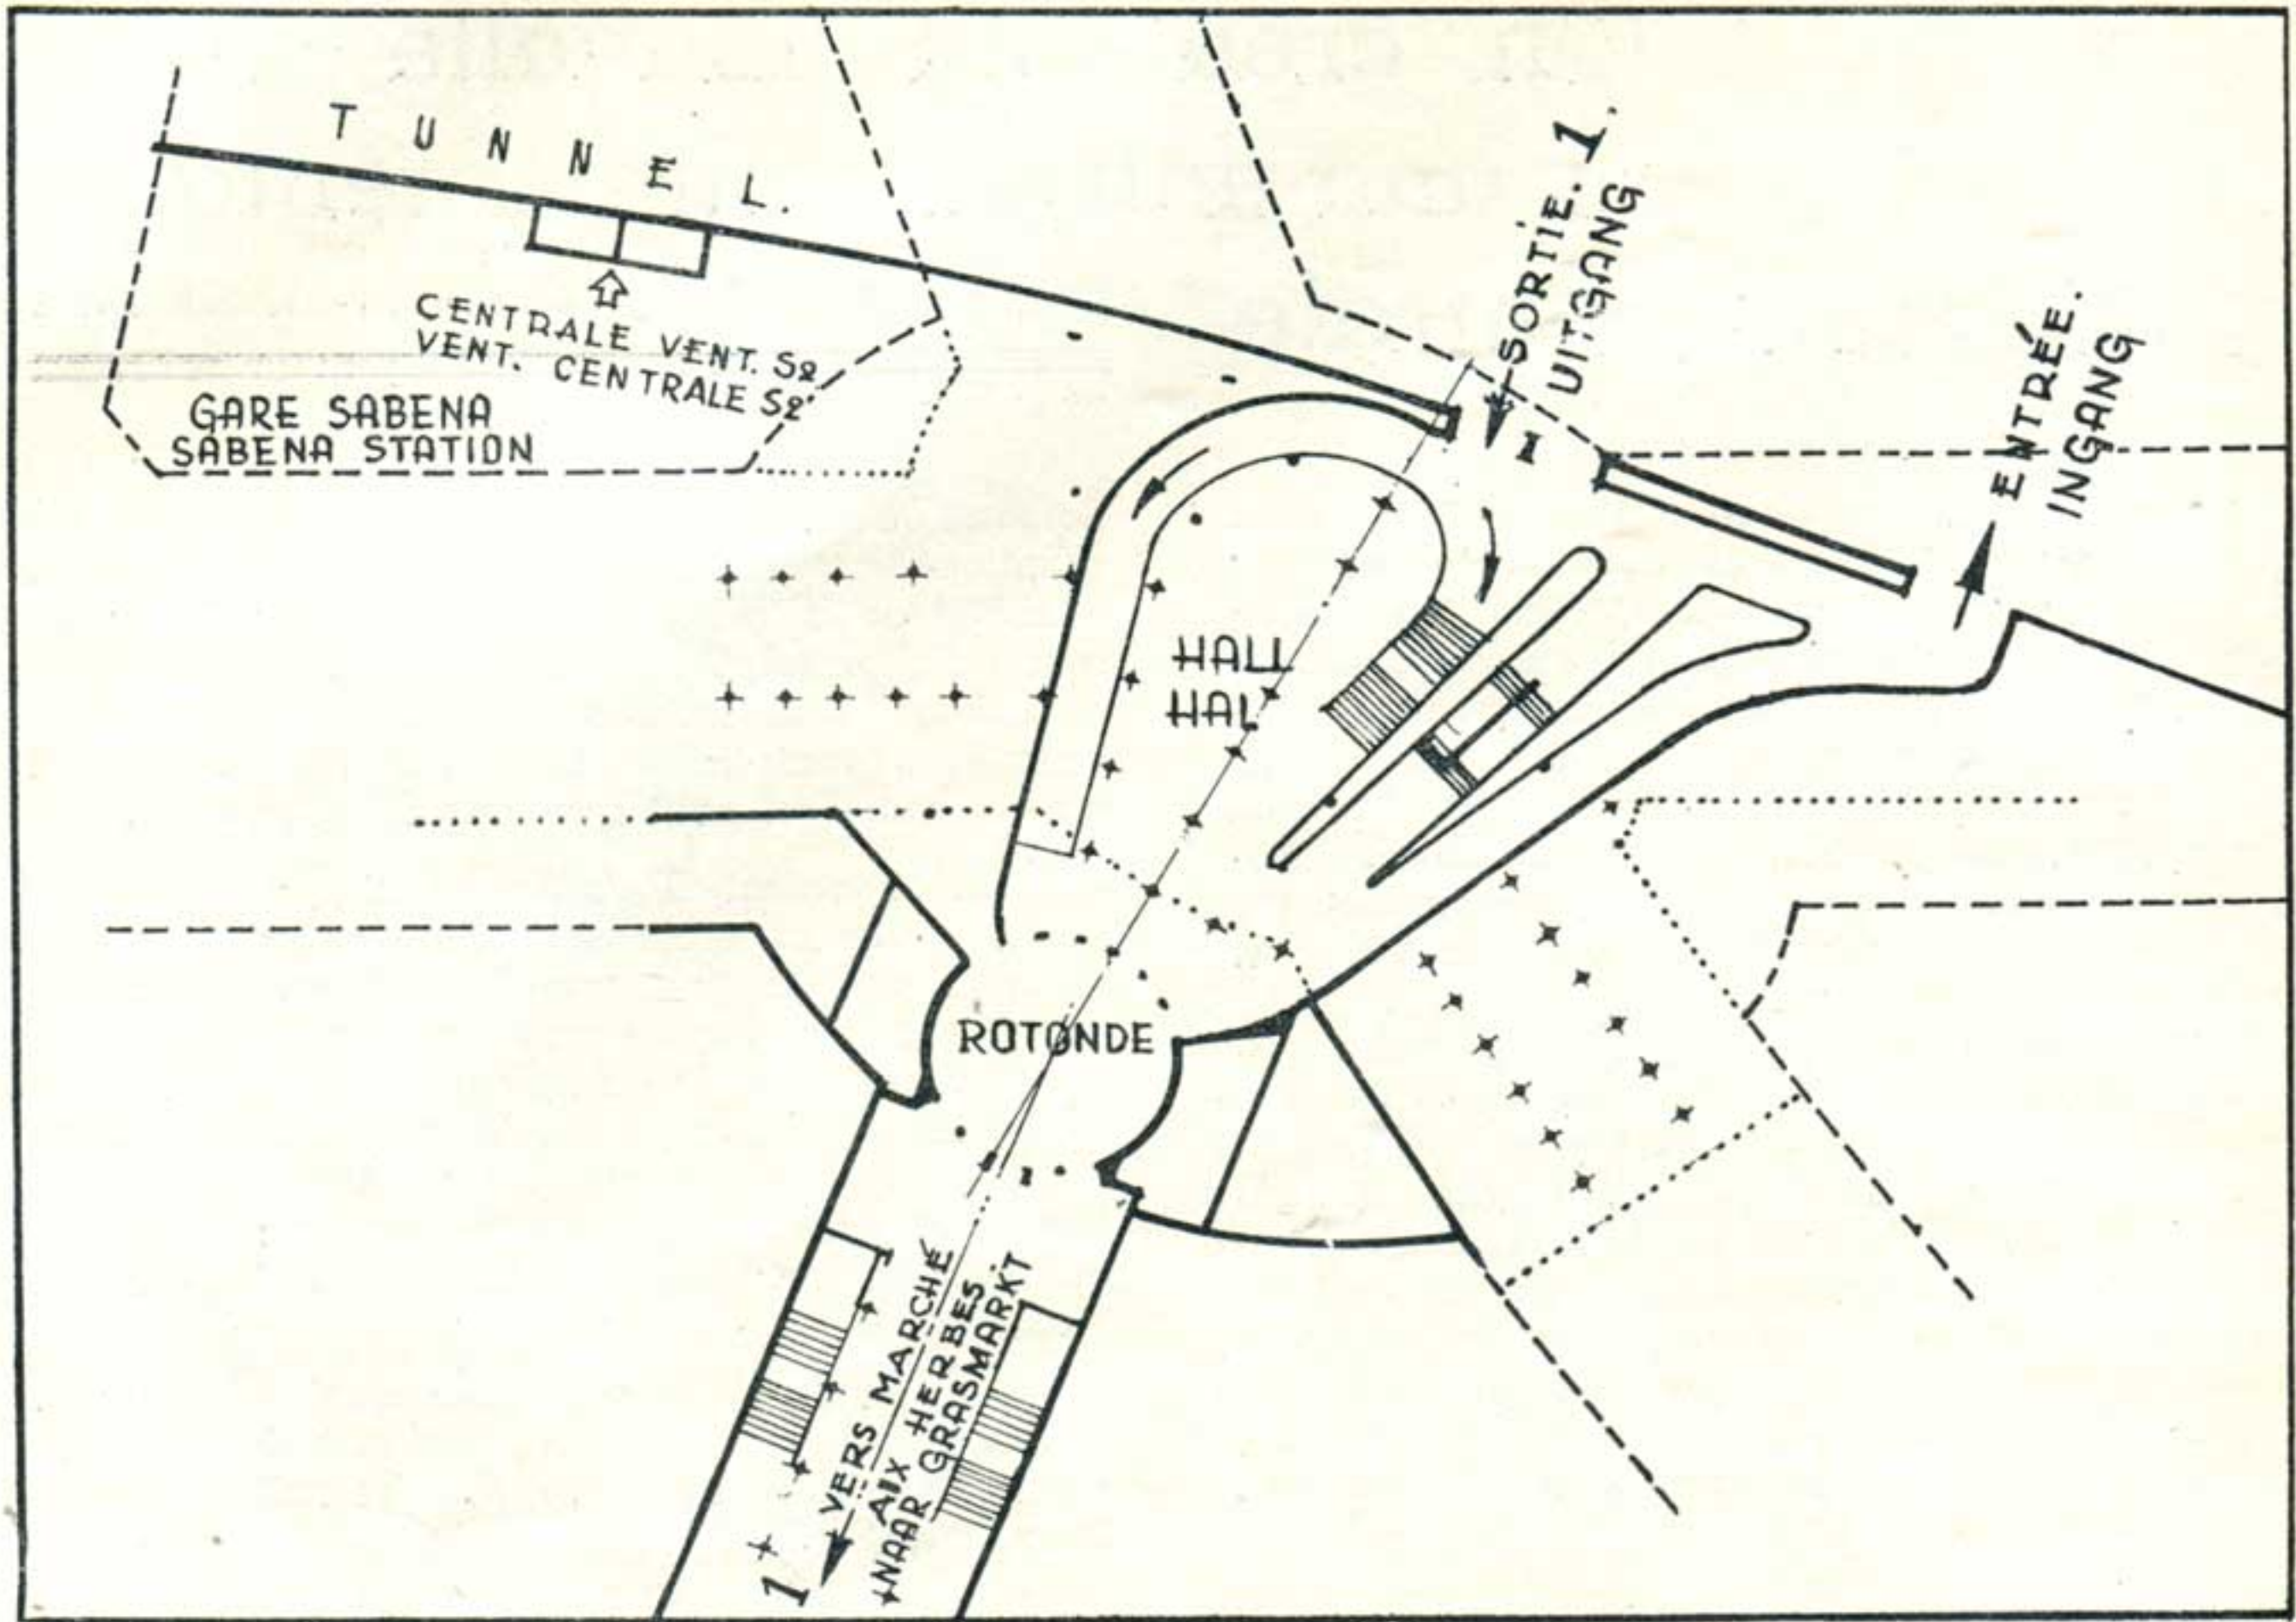 TUNNEL.
CENTRALE VENT. S2
VENT. CENTRALE S2
GARE SABENA
SABENA STATION
SORTIE. 1.
UITGANG
ENTRÉE.
INGANG
HALL
HAL
ROTONDE
1 VERS MARCHÉ
AUX HERBES.
NAAR GRASMARKT